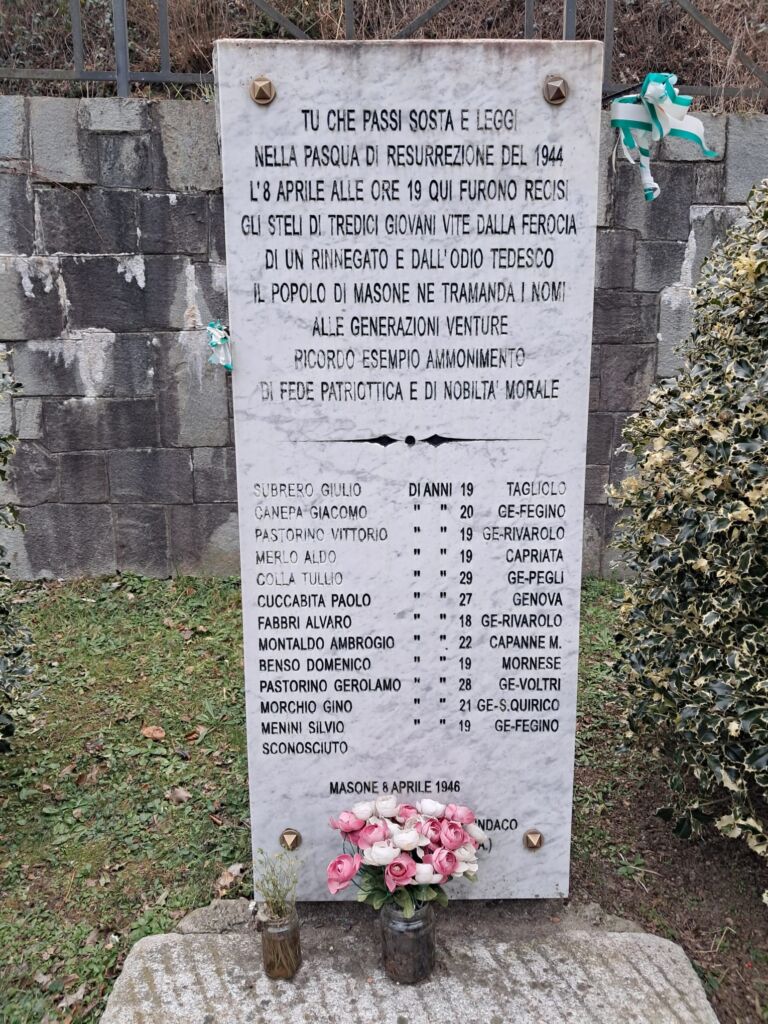 TU CHE PASSI SOSTA E LEGGI
NELLA PASQUA DI RESURREZIONE DEL 1944
L'8 APRILE ALLE ORE 19 QUI FURONO RECISI
GLI STELI DI TREDICI GIOVANI VITE DALLA FEROCIA
DI UN RINNEGATO E DALL'ODIO TEDESCO
IL POPOLO DI MASONE NE TRAMANDA I NOMI
ALLE GENERAZIONI VENTURE
RICORDO ESEMPIO AMMONIMENTO
DI FEDE PATRIOTTICA E DI NOBILTA' MORALE
SUBRERO GIULIO DI ANNI 19 TAGLIOLO
CANEPA GIACOMO " " 20 GE-FEGINO
PASTORINO VITTORIO " " 19 GE-RIVAROLO
MERLO ALDO " " 19 CAPRIATA
COLLA TULLIO " " 29 GE-PEGLI
CUCCABITA PAOLO " " 27 GENOVA
FABBRI ALVARO " " 18 GE-RIVAROLO
MONTALDO AMBROGIO " " 22 CAPANNE M.
BENSO DOMENICO " " 19 MORNESE
PASTORINO GEROLAMO " " 28 GE-VOLTRI
MORCHIO GINO " " 21 GE-S.QUIRICO
MENINI SILVIO " " 19 GE-FEGINO
SCONOSCIUTO
MASONE 8 APRILE 1946